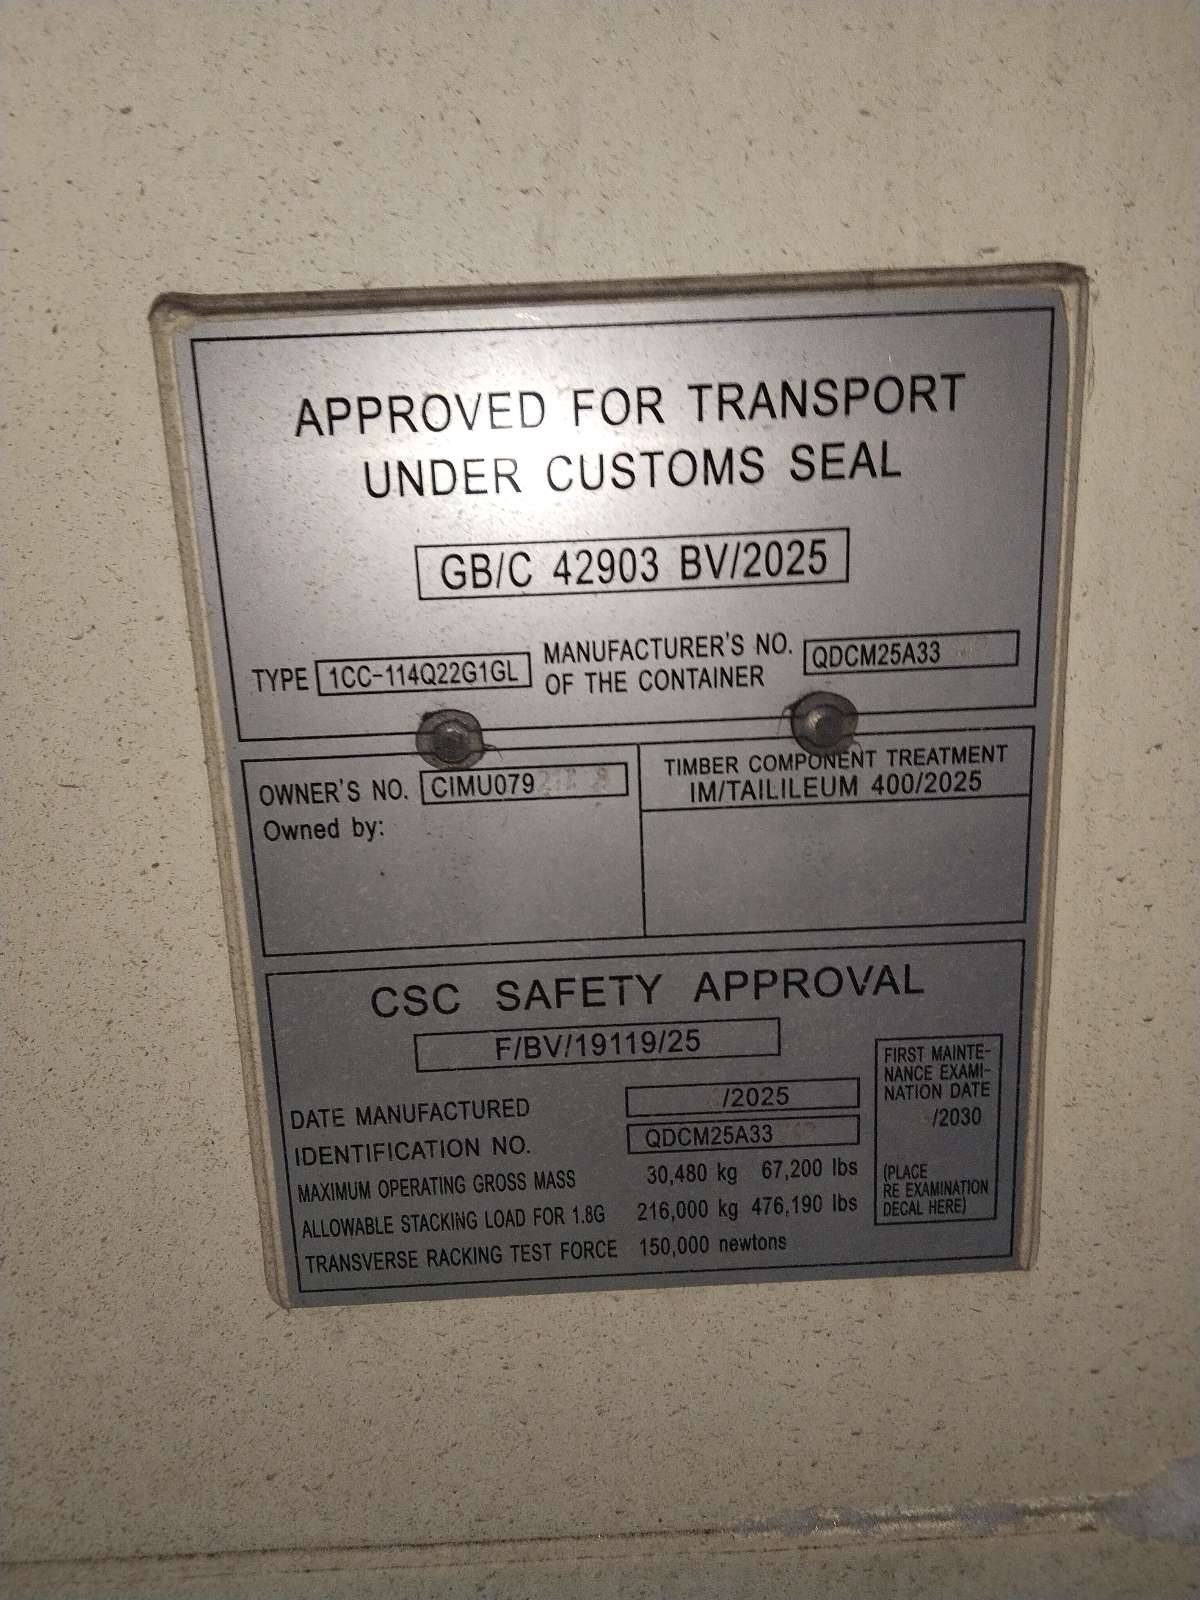 APPROVED FOR TRANSPORT
UNDER CUSTOMS SEAL
GB/C 42903 BV/2025
TYPE 1CC-114Q22G1GL MANUFACTURER'S NO. OF THE CONTAINER QDCM25A33
OWNER'S NO. CIMU079
Owned by:
TIMBER COMPONENT TREATMENT
IM/TAILILEUM 400/2025
CSC SAFETY APPROVAL
F/BV/19119/25
DATE MANUFACTURED /2025
IDENTIFICATION NO. QDCM25A33
MAXIMUM OPERATING GROSS MASS 30,480 kg 67,200 lbs
ALLOWABLE STACKING LOAD FOR 1.8G 216,000 kg 476,190 lbs
TRANSVERSE RACKING TEST FORCE 150,000 newtons
FIRST MAINTE-
NANCE EXAMI-
NATION DATE
/2030
(PLACE
RE EXAMINATION
DECAL HERE)